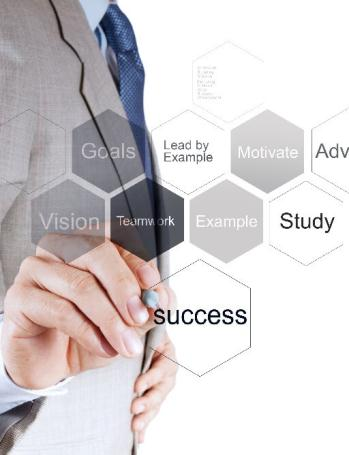 Goals
Lead by
Example
Motivate
Adv
Vision
Teamwork
Example
Study
success